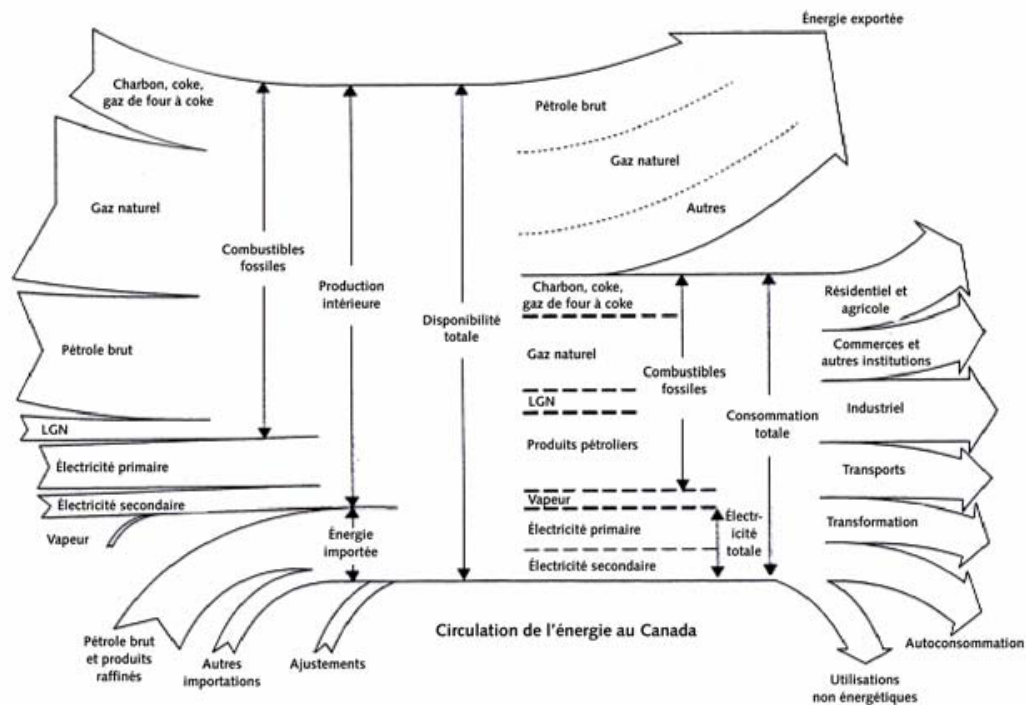 Énergie exportée
Charbon, coke,
gaz de four à coke
Pétrole brut
Gaz naturel
Gaz naturel
Autres
Combustibles
fossiles
Production
intérieure
Disponibilité
totale
Charbon, coke,
gaz de four à coke
Résidentiel et
agricole
Pétrole brut
Gaz naturel
Commerces et
autres institutions
Combustibles
fossiles
LGN
Consommation
totale
Industriel
LGN
Produits pétroliers
Électricité primaire
Transports
Électricité secondaire
Vapeur
Vapeur
Énergie
importée
Électricité primaire
Électr-
icité
totale
Transformation
Électricité secondaire
Circulation de l'énergie au Canada
Pétrole brut
et produits
raffinés
Autres
importations
Ajustements
Autoconsommation
Utilisations
non énergétiques